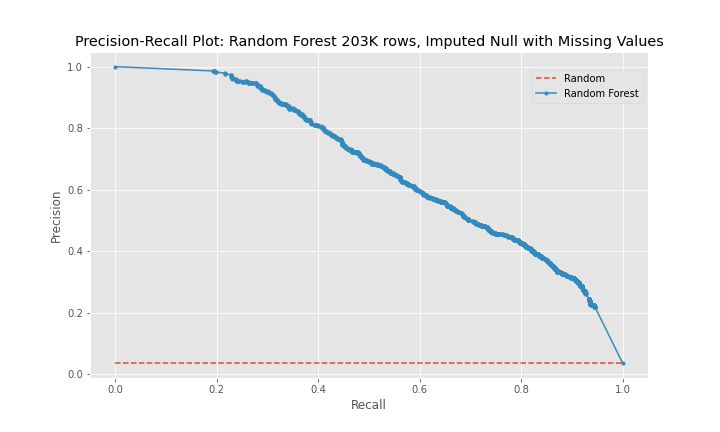 Precision-Recall Plot: Random Forest 203K rows, Imputed Null with Missing Values
1.0
0.8
0.6
0.4
0.2
0.0
Precision
Random
Random Forest
0.0 0.2 0.4 0.6 0.8 1.0
Recall